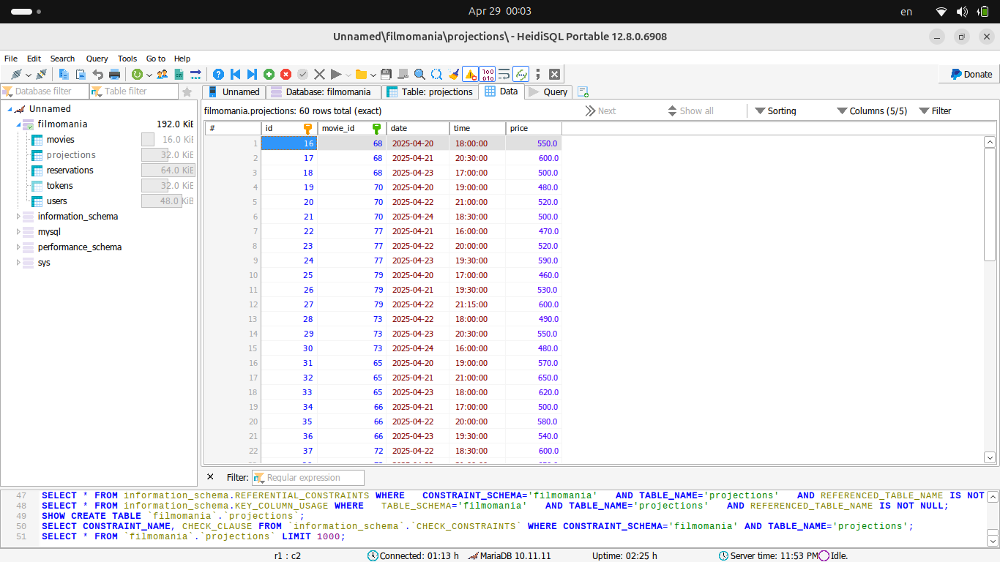 Apr 29 00:03
en
Unnamed\filmomania\projections\ - HeidiSQL Portable 12.8.0.6908
File Edit Search Query Tools Go to Help
Donate
Database filter Table filter
Unnamed Database: filmomania Table: projections Data Query
Unnamed
filmomania 192.0 KiE
movies 16.0 KiE
projections 32.0 KiE
reservations 64.0 KiE
tokens 32.0 KiE
users 48.0 KiE
information_schema
mysql
performance_schema
sys
filmomania.projections: 60 rows total (exact) Next Show all Sorting Columns (5/5) Filter
# id movie_id date time price
1 16 68 2025-04-20 18:00:00 550.0
2 17 68 2025-04-21 20:30:00 600.0
3 18 68 2025-04-23 17:00:00 500.0
4 19 70 2025-04-20 19:00:00 480.0
5 20 70 2025-04-22 21:00:00 520.0
6 21 70 2025-04-24 18:30:00 500.0
7 22 77 2025-04-21 16:00:00 470.0
8 23 77 2025-04-22 20:00:00 520.0
9 24 77 2025-04-23 19:30:00 590.0
10 25 79 2025-04-20 17:00:00 460.0
11 26 79 2025-04-21 19:30:00 530.0
12 27 79 2025-04-22 21:15:00 600.0
13 28 73 2025-04-22 18:00:00 490.0
14 29 73 2025-04-23 20:30:00 550.0
15 30 73 2025-04-24 16:00:00 480.0
16 31 65 2025-04-20 19:00:00 570.0
17 32 65 2025-04-21 21:00:00 650.0
18 33 65 2025-04-23 18:00:00 620.0
19 34 66 2025-04-21 17:00:00 500.0
20 35 66 2025-04-22 20:00:00 580.0
21 36 66 2025-04-23 19:30:00 540.0
22 37 72 2025-04-22 18:30:00 600.0
Filter: Regular expression
47 SELECT * FROM information_schema.REFERENTIAL_CONSTRAINTS WHERE CONSTRAINT_SCHEMA='filmomania' AND TABLE_NAME='projections' AND REFERENCED_TABLE_NAME IS NOT
48 SELECT * FROM information_schema.KEY_COLUMN_USAGE WHERE TABLE_SCHEMA='filmomania' AND TABLE_NAME='projections' AND REFERENCED_TABLE_NAME IS NOT NULL;
49 SHOW CREATE TABLE `filmomania`.`projections`;
50 SELECT CONSTRAINT_NAME, CHECK_CLAUSE FROM `information_schema`.`CHECK_CONSTRAINTS` WHERE CONSTRAINT_SCHEMA='filmomania' AND TABLE_NAME='projections';
51 SELECT * FROM `filmomania`.`projections` LIMIT 1000;
r1 : c2 Connected: 01:13 h MariaDB 10.11.11 Uptime: 02:25 h Server time: 11:53 PM Idle.